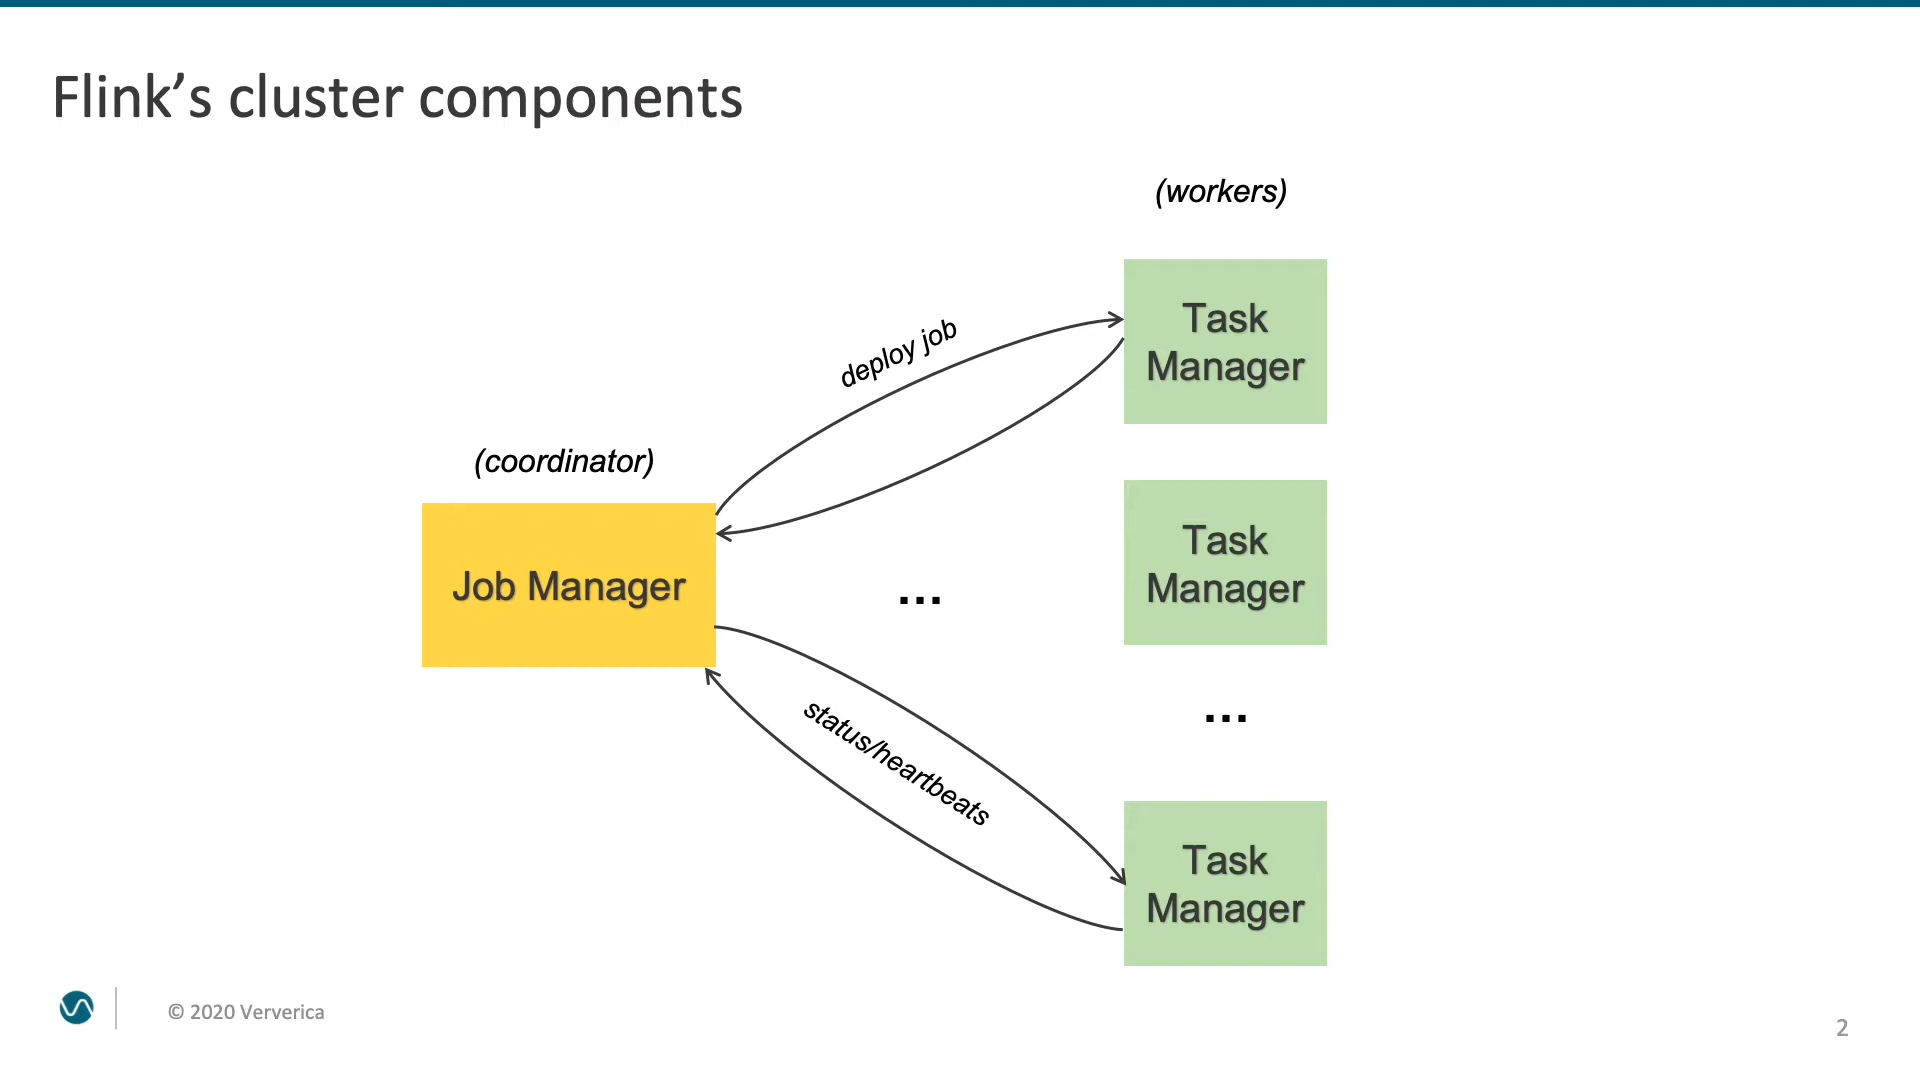 Flink’s cluster components
(workers)
Task
Manager
deploy job
(coordinator)
Job Manager
...
Task
Manager
...
status/heartbeats
Task
Manager
© 2020 Ververica
2